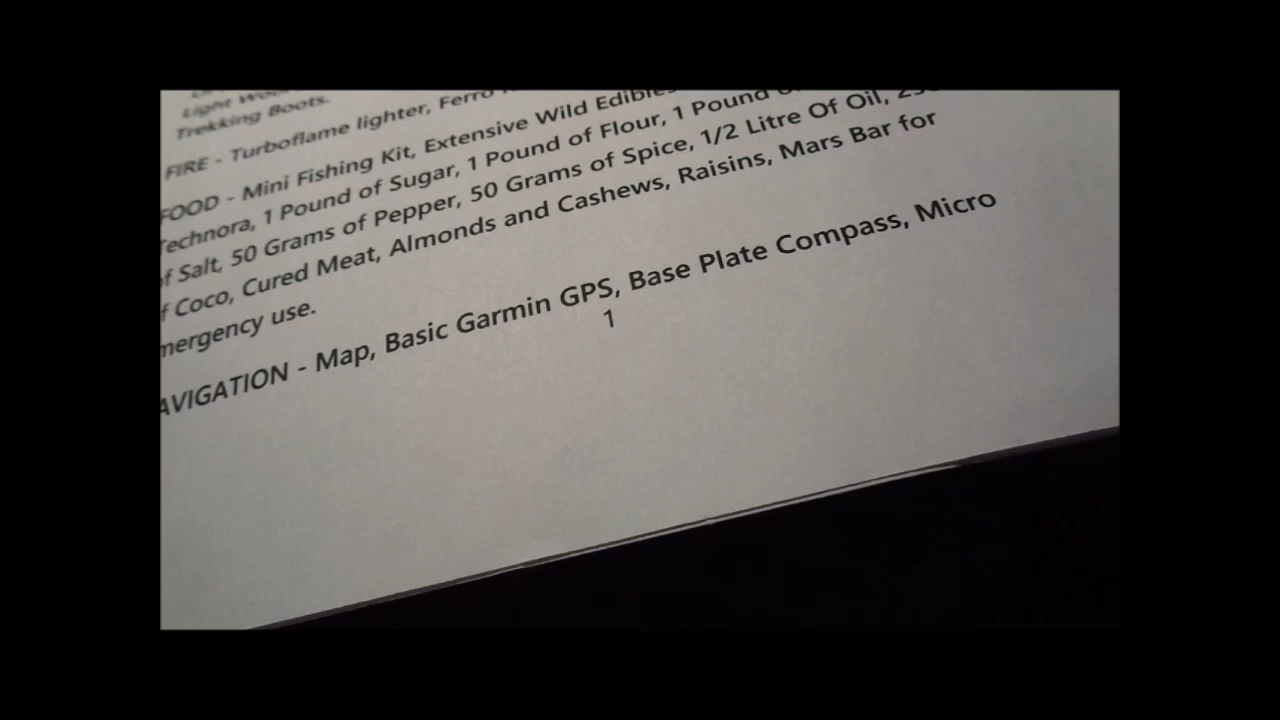 Light
Trekking Boots.
FIRE - Turboflame lighter, Ferro
FOOD - Mini Fishing Kit, Extensive Wild Edibles
Technora, 1 Pound of Sugar, 1 Pound of Flour, 1 Pound
of Salt, 50 Grams of Pepper, 50 Grams of Spice, 1/2 Litre Of Oil,
f Coco, Cured Meat, Almonds and Cashews, Raisins, Mars Bar for
mergency use.
AVIGATION - Map, Basic Garmin GPS, Base Plate Compass, Micro
1